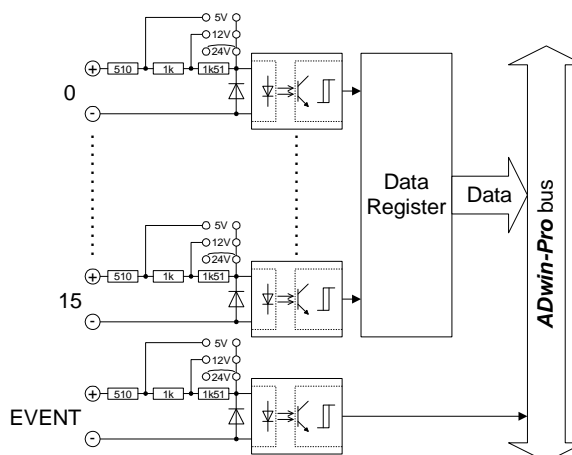 5V
12V
24V
+ 510 1k 1k51
0
-
Data
Register
Data
ADwin-Pro bus
5V
12V
24V
+ 510 1k 1k51
15
-
5V
12V
24V
+ 510 1k 1k51
EVENT
-